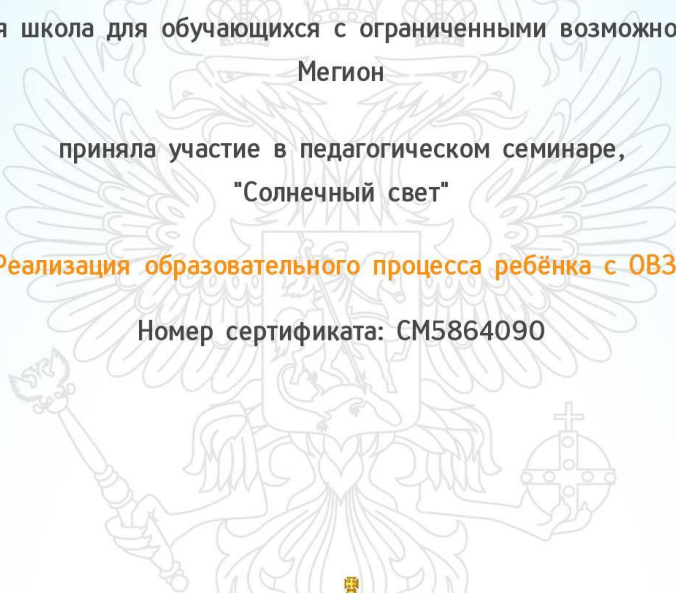 я школа для обучающихся с ограниченными возможно
Мегион
приняла участие в педагогическом семинаре,
"Солнечный свет"
Реализация образовательного процесса ребёнка с ОВЗ
Номер сертификата: СМ5864090